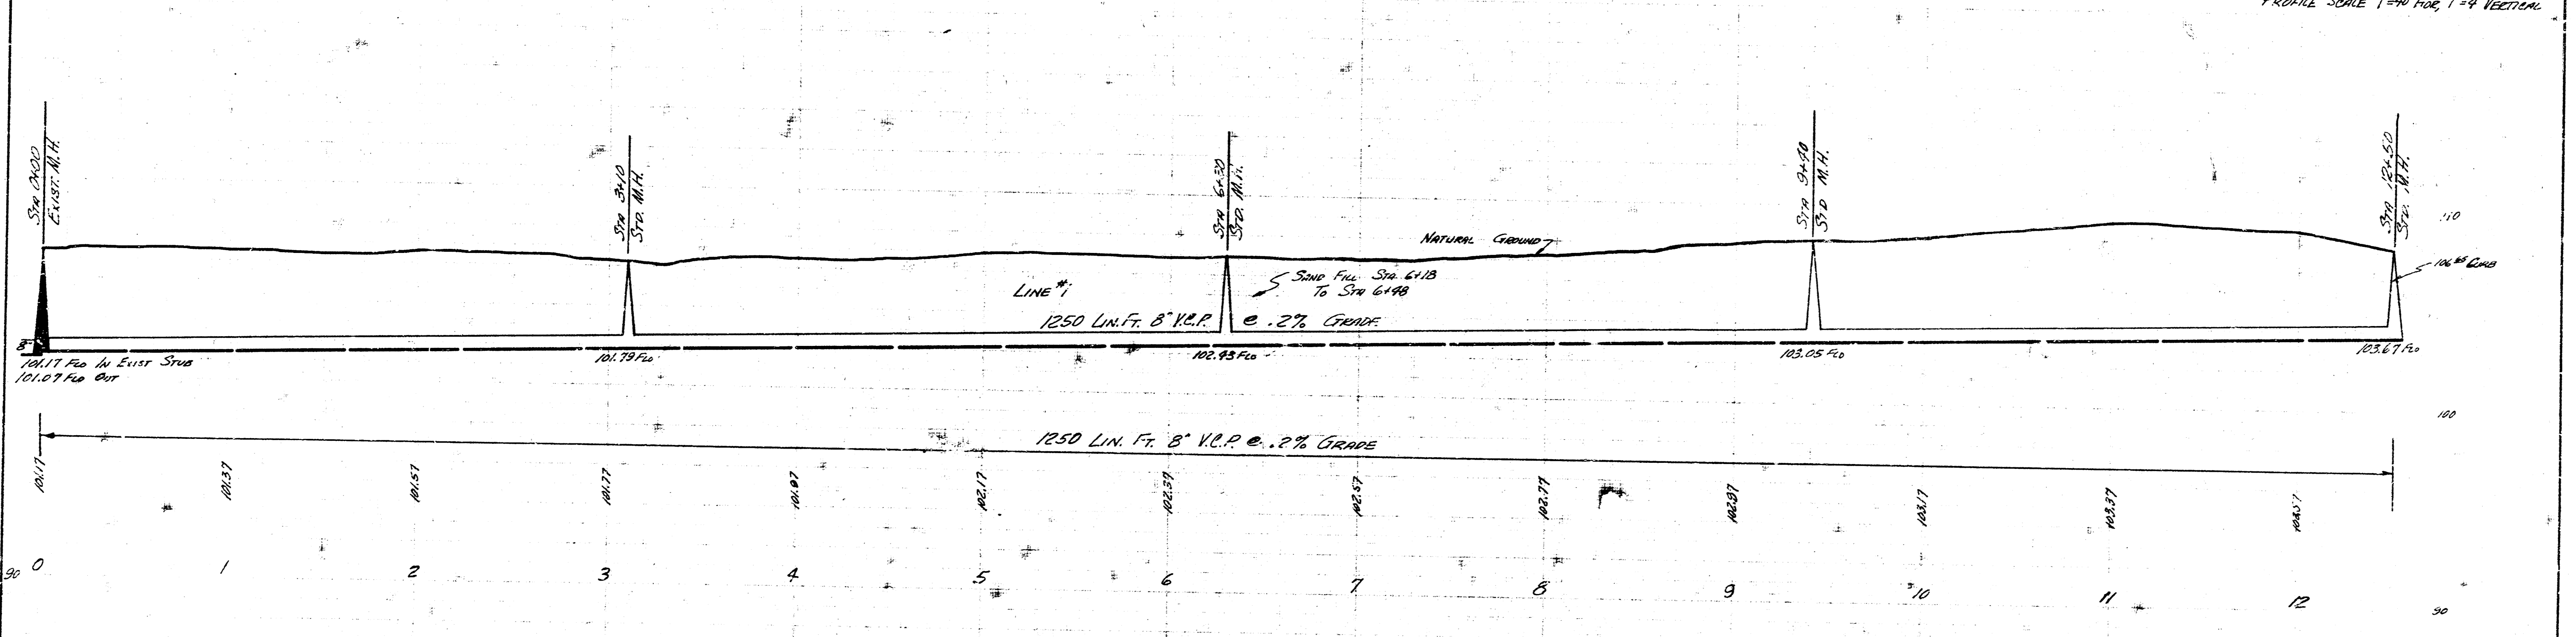 PROFILE SCALE 1"=40' HOR, 1"=4' VERTICAL
STA 0+00
EXIST. M.H.
STA 3+10
STD. M.H.
STA 6+30
STD. M.H.
STA 9+40
STD M.H.
STA 12+50
STD. M.H.
110
NATURAL GROUND
106.85 CURB
SAND FILL STA 6+18
TO STA 6+48
LINE #1
1250 LIN. FT. 8" V.C.P. @ .2% GRADE
8"
101.17 FLO IN EXIST STUB
101.07 FLO OUT
101.79 FLO
102.43 FLO
103.05 FLO
103.67 FLO
100
1250 LIN. FT. 8" V.C.P. @ .2% GRADE
101.17 101.37 101.57 101.77 101.97 102.17 102.37 102.57 102.77 102.97 103.17 103.37 103.57
90 0 1 2 3 4 5 6 7 8 9 10 11 12 90